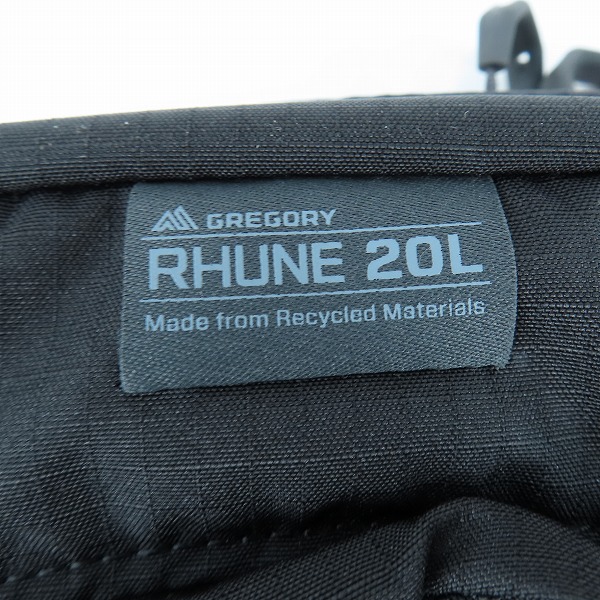 GREGORY
RHUNE 20L
Made from Recycled Materials